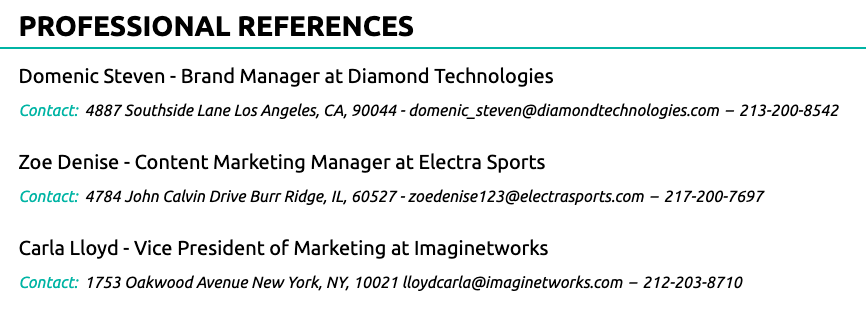 PROFESSIONAL REFERENCES
Domenic Steven - Brand Manager at Diamond Technologies
Contact: 4887 Southside Lane Los Angeles, CA, 90044 - domenic_steven@diamondtechnologies.com – 213-200-8542
Zoe Denise - Content Marketing Manager at Electra Sports
Contact: 4784 John Calvin Drive Burr Ridge, IL, 60527 - zoedenise123@electrasports.com – 217-200-7697
Carla Lloyd - Vice President of Marketing at Imaginetworks
Contact: 1753 Oakwood Avenue New York, NY, 10021 lloydcarla@imaginetworks.com – 212-203-8710